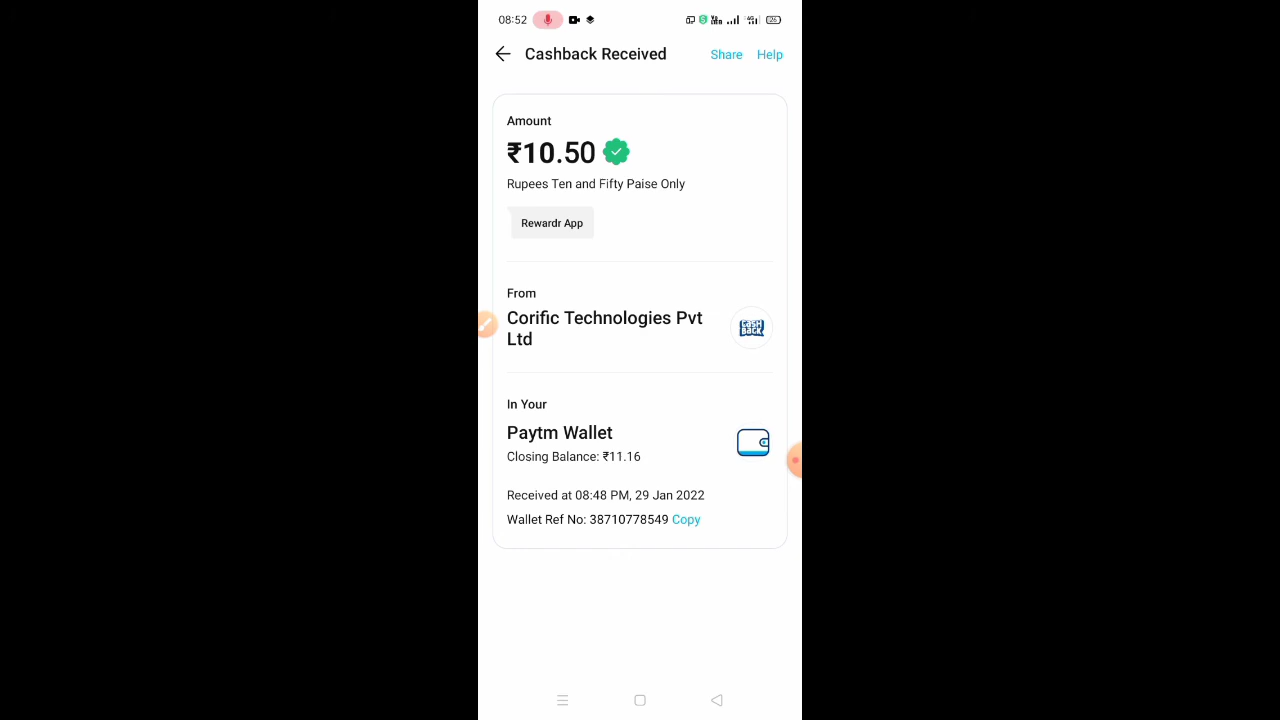 08:52
Cashback Received Share Help
Amount
₹10.50
Rupees Ten and Fifty Paise Only
Rewardr App
From
Corific Technologies Pvt
Ltd
CASH
BACK
In Your
Paytm Wallet
Closing Balance: ₹11.16
Received at 08:48 PM, 29 Jan 2022
Wallet Ref No: 38710778549 Copy